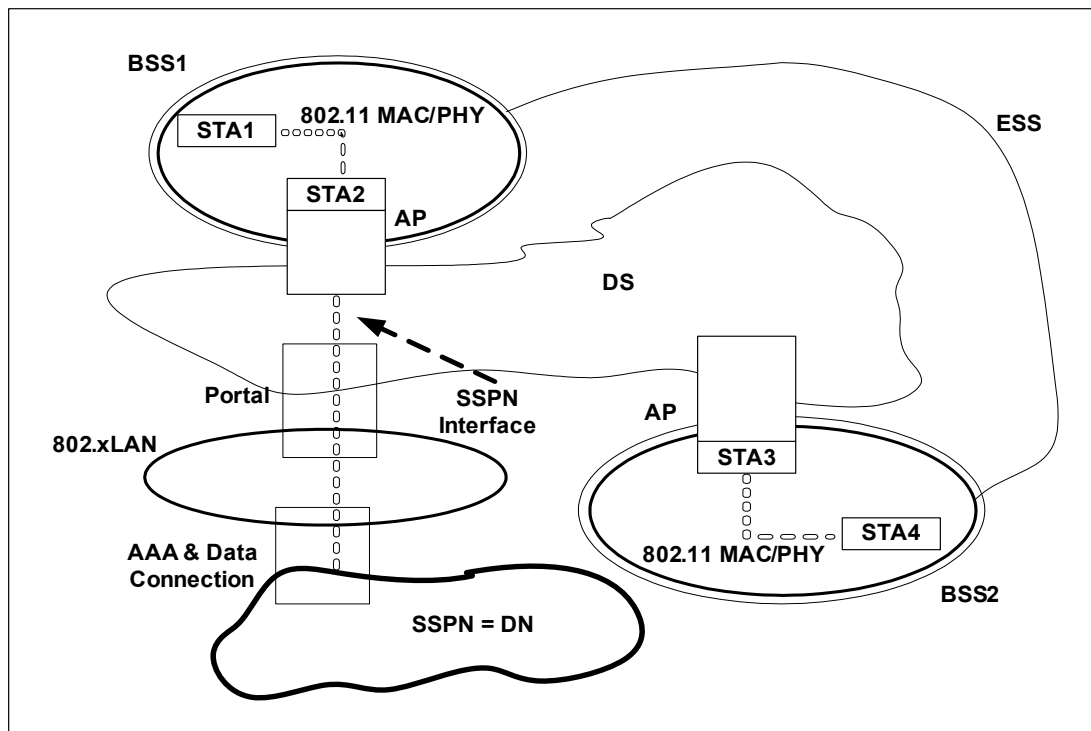 BSS1
802.11 MAC/PHY
STA1
ESS
STA2
AP
DS
Portal
SSPN
Interface
AP
802.xLAN
STA3
STA4
AAA & Data
Connection
802.11 MAC/PHY
BSS2
SSPN = DN